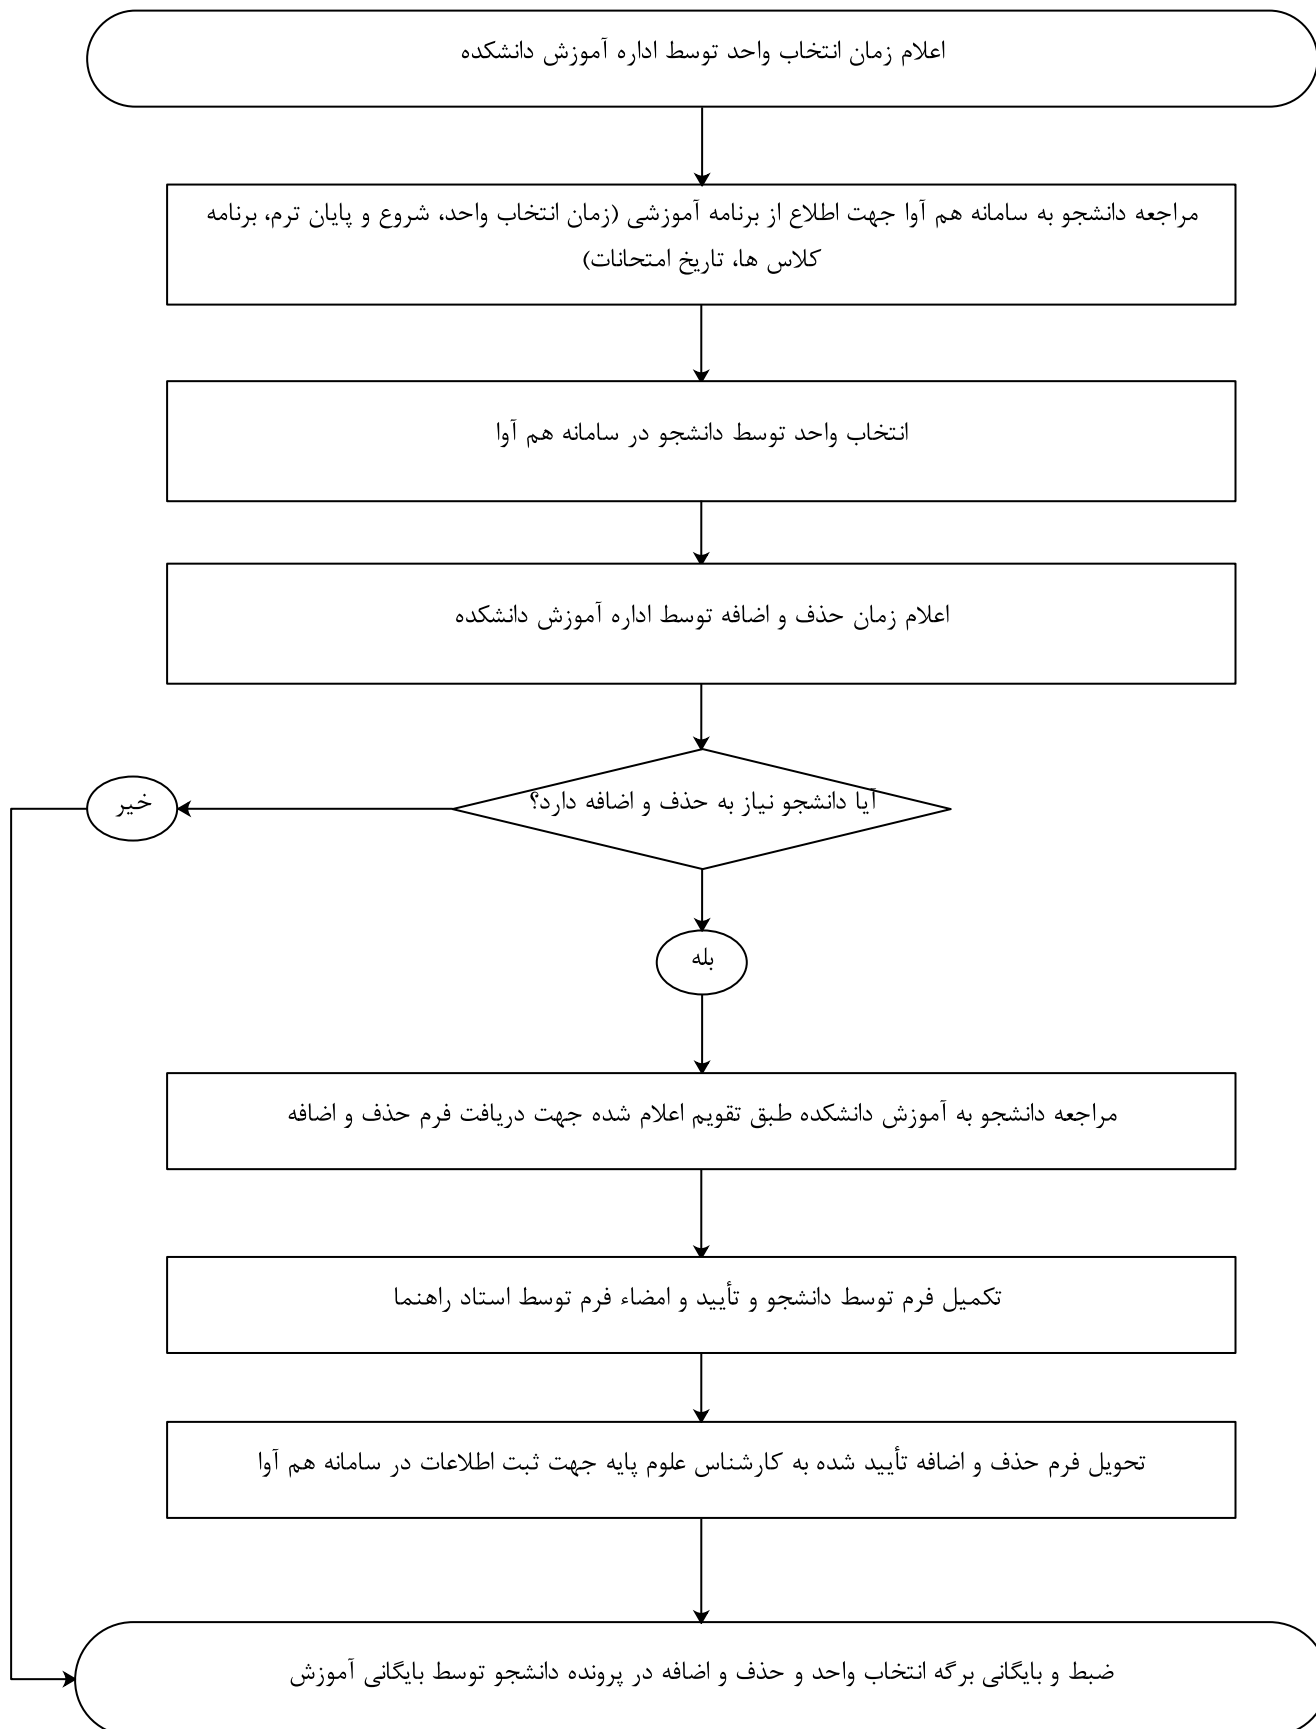 اعلام زمان انتخاب واحد توسط اداره آموزش دانشکده
مراجعه دانشجو به سامانه هم آوا جهت اطلاع از برنامه آموزشی (زمان انتخاب واحد، شروع و پایان ترم، برنامه
کلاس ها، تاریخ امتحانات)
انتخاب واحد توسط دانشجو در سامانه هم آوا
اعلام زمان حذف و اضافه توسط اداره آموزش دانشکده
آیا دانشجو نیاز به حذف و اضافه دارد؟
خیر
بله
مراجعه دانشجو به آموزش دانشکده طبق تقویم اعلام شده جهت دریافت فرم حذف و اضافه
تکمیل فرم توسط دانشجو و تأیید و امضاء فرم توسط استاد راهنما
تحویل فرم حذف و اضافه تأیید شده به کارشناس علوم پایه جهت ثبت اطلاعات در سامانه هم آوا
ضبط و بایگانی برگه انتخاب واحد و حذف و اضافه در پرونده دانشجو توسط بایگانی آموزش